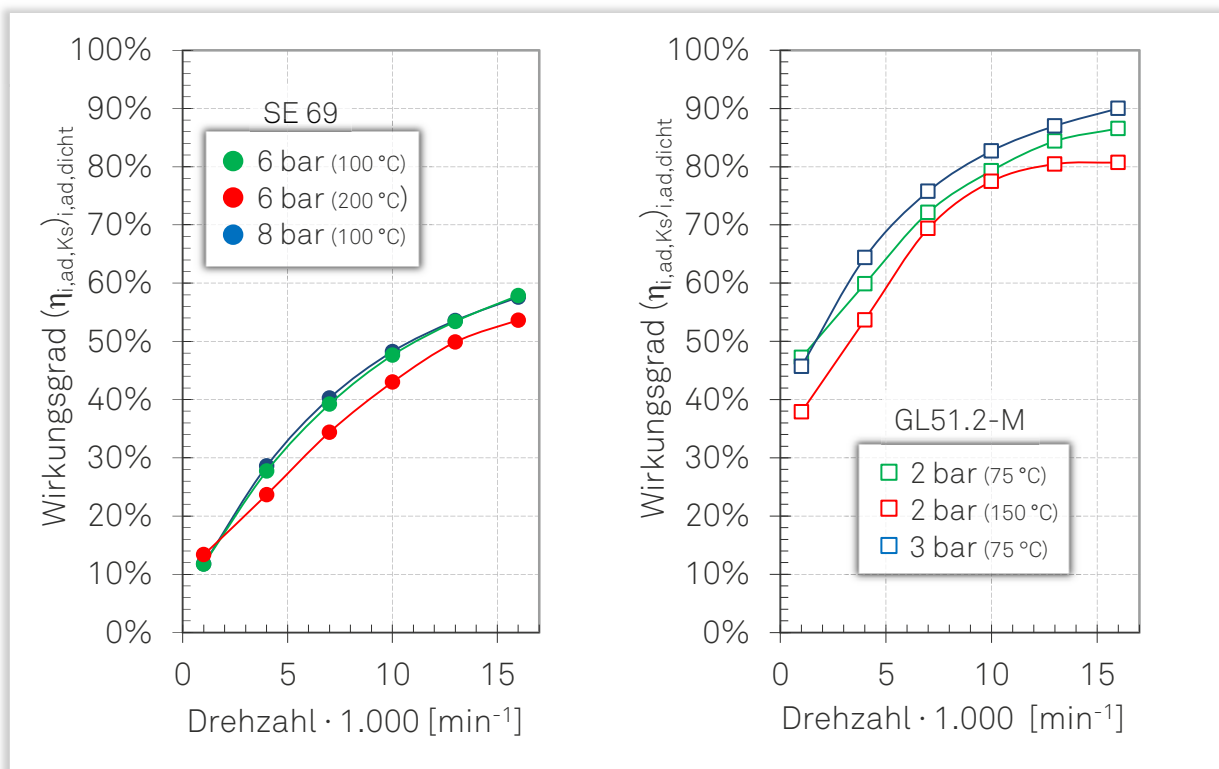 100%
90%
80%
70%
60%
50%
40%
30%
20%
10%
0%
Wirkungsgrad (η i,ad,Ks) i,ad,dicht
SE 69
6 bar (100 °C)
6 bar (200 °C)
8 bar (100 °C)
0 5 10 15
Drehzahl · 1.000 [min-1]
100%
90%
80%
70%
60%
50%
40%
30%
20%
10%
0%
Wirkungsgrad (η i,ad,Ks) i,ad,dicht
GL51.2-M
2 bar (75 °C)
2 bar (150 °C)
3 bar (75 °C)
0 5 10 15
Drehzahl · 1.000 [min-1]